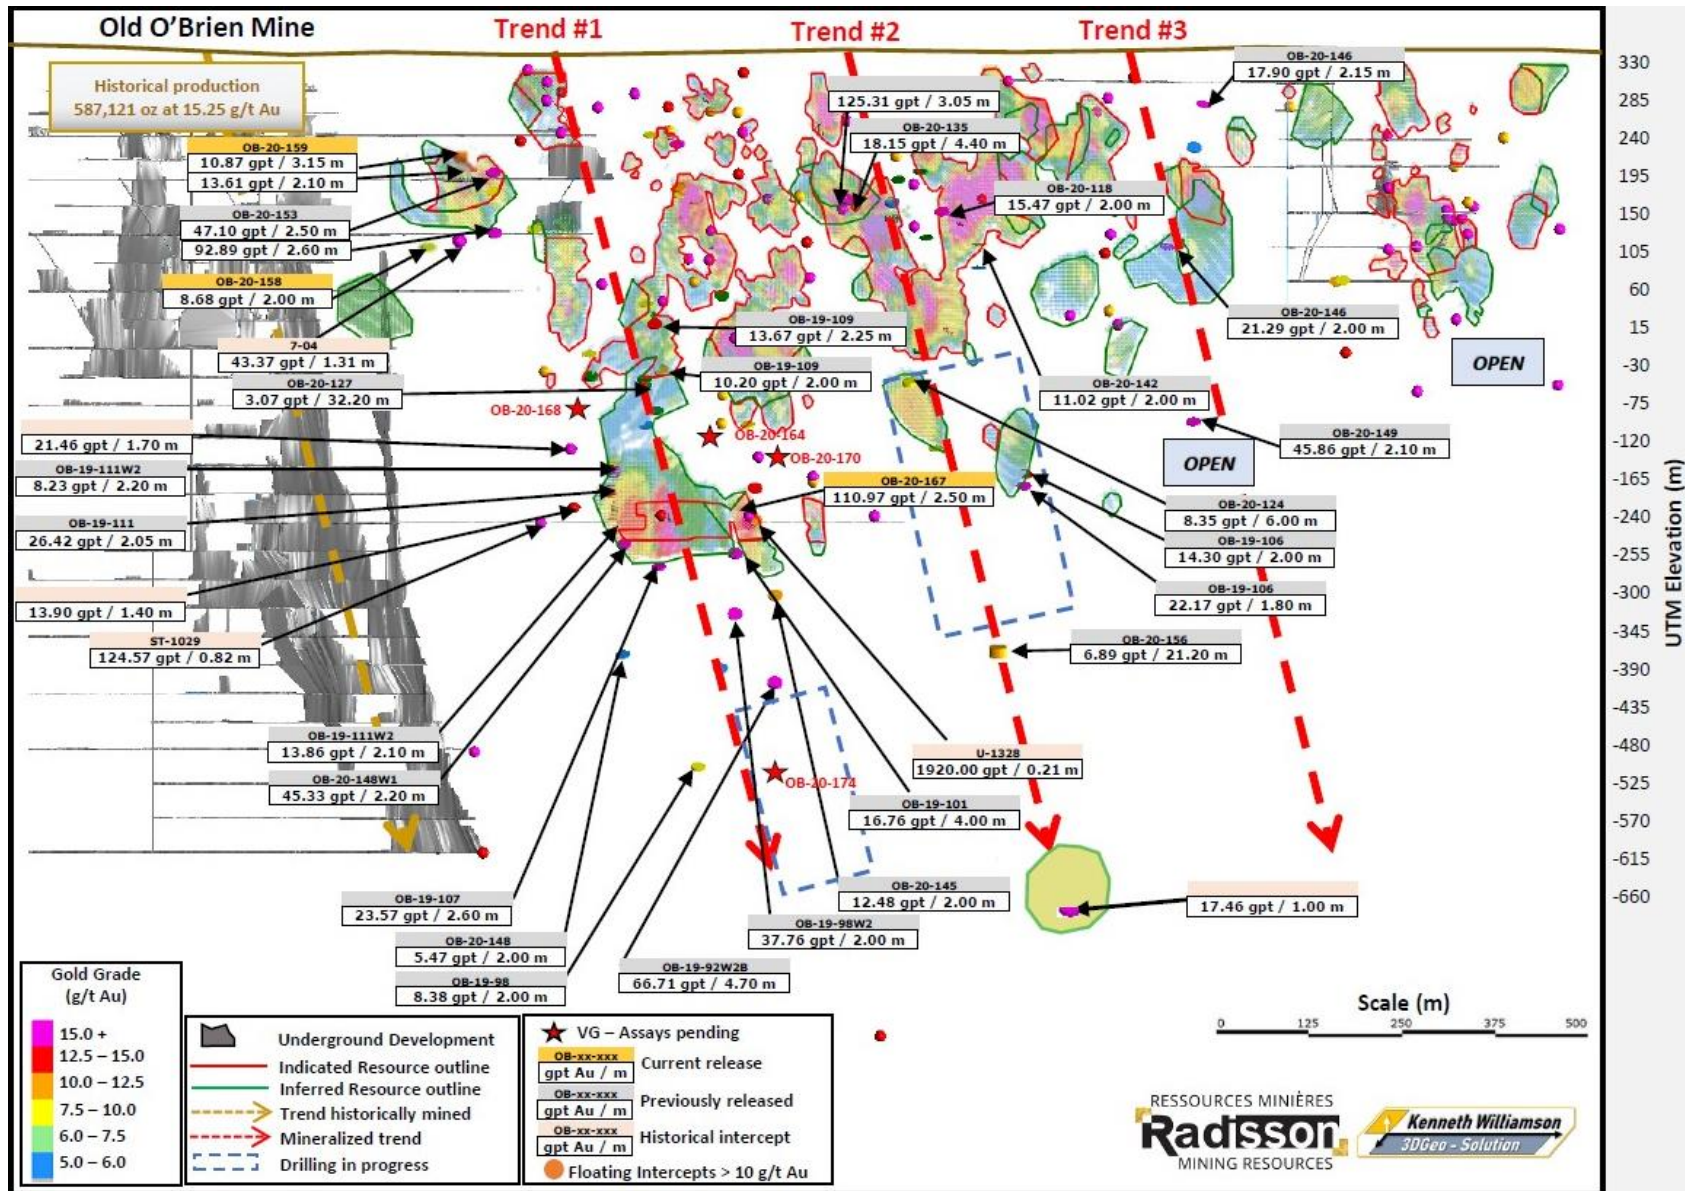 Old O'Brien Mine
Trend #1
Trend #2
Trend #3
Historical production
587,121 oz at 15.25 g/t Au
OB-20-146
17.90 gpt / 2.15 m
125.31 gpt / 3.05 m
OB-20-135
18.15 gpt / 4.40 m
OB-20-159
10.87 gpt / 3.15 m
13.61 gpt / 2.10 m
OB-20-118
15.47 gpt / 2.00 m
OB-20-153
47.10 gpt / 2.50 m
92.89 gpt / 2.60 m
OB-20-158
8.68 gpt / 2.00 m
OB-20-146
21.29 gpt / 2.00 m
OB-19-109
13.67 gpt / 2.25 m
7-04
43.37 gpt / 1.31 m
OB-19-109
10.20 gpt / 2.00 m
OPEN
OB-20-127
3.07 gpt / 32.20 m
OB-20-142
11.02 gpt / 2.00 m
OB-20-168
OB-20-164
OB-20-149
45.86 gpt / 2.10 m
21.46 gpt / 1.70 m
OB-20-170
OPEN
OB-19-111W2
8.23 gpt / 2.20 m
OB-20-167
110.97 gpt / 2.50 m
OB-20-124
8.35 gpt / 6.00 m
OB-19-111
26.42 gpt / 2.05 m
OB-19-106
14.30 gpt / 2.00 m
OB-19-106
22.17 gpt / 1.80 m
13.90 gpt / 1.40 m
ST-1029
124.57 gpt / 0.82 m
OB-20-156
6.89 gpt / 21.20 m
OB-19-111W2
13.86 gpt / 2.10 m
U-1328
1920.00 gpt / 0.21 m
OB-20-148W1
45.33 gpt / 2.20 m
OB-20-174
OB-19-101
16.76 gpt / 4.00 m
OB-19-107
23.57 gpt / 2.60 m
OB-20-145
12.48 gpt / 2.00 m
17.46 gpt / 1.00 m
OB-19-98W2
37.76 gpt / 2.00 m
OB-20-148
5.47 gpt / 2.00 m
OB-19-98
8.38 gpt / 2.00 m
OB-19-92W2B
66.71 gpt / 4.70 m
330
285
240
195
150
105
60
15
-30
-75
-120
-165
-240
-255
-300
-345
-390
-435
-480
-525
-570
-615
-660
UTM Elevation (m)
Gold Grade
(g/t Au)
15.0 +
12.5 – 15.0
10.0 – 12.5
7.5 – 10.0
6.0 – 7.5
5.0 – 6.0
Underground Development
Indicated Resource outline
Inferred Resource outline
Trend historically mined
Mineralized trend
Drilling in progress
VG – Assays pending
OB-xx-xxx
gpt Au / m
Current release
OB-xx-xxx
gpt Au / m
Previously released
OB-xx-xxx
gpt Au / m
Historical intercept
Floating Intercepts > 10 g/t Au
Scale (m)
0 125 250 375 500
RESSOURCES MINIÈRES
Radisson
MINING RESOURCES
Kenneth Williamson
3DGeo - Solution